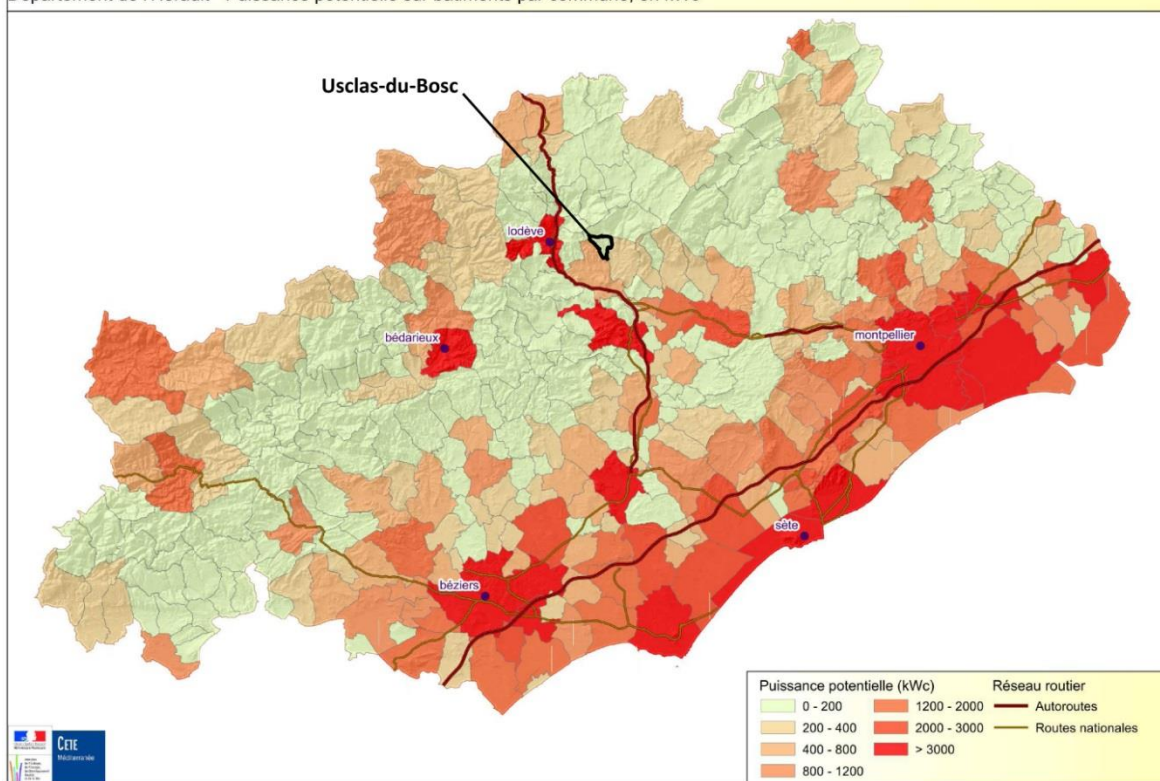 Département de l'Hérault - Puissance potentielle sur bâtiments par commune, en kWc
Usclas-du-Bosc
lodève
bédarieux
montpellier
sète
béziers
Puissance potentielle (kWc)
0 - 200
200 - 400
400 - 800
800 - 1200
1200 - 2000
2000 - 3000
> 3000
Réseau routier
Autoroutes
Routes nationales
CETE
Méditerranée